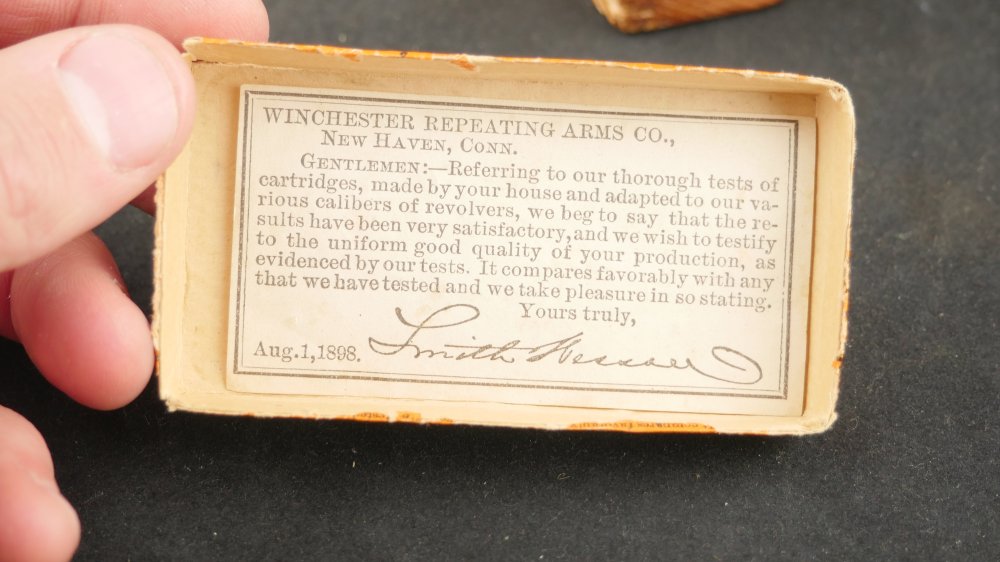 WINCHESTER REPEATING ARMS CO.,
NEW HAVEN, CONN.
GENTLEMEN:—Referring to our thorough tests of
cartridges, made by your house and adapted to our va-
rious calibers of revolvers, we beg to say that the re-
sults have been very satisfactory, and we wish to testify
to the uniform good quality of your production, as
evidenced by our tests. It compares favorably with any
that we have tested and we take pleasure in so stating.
Yours truly,
Aug. 1, 1898. Smith Wesson